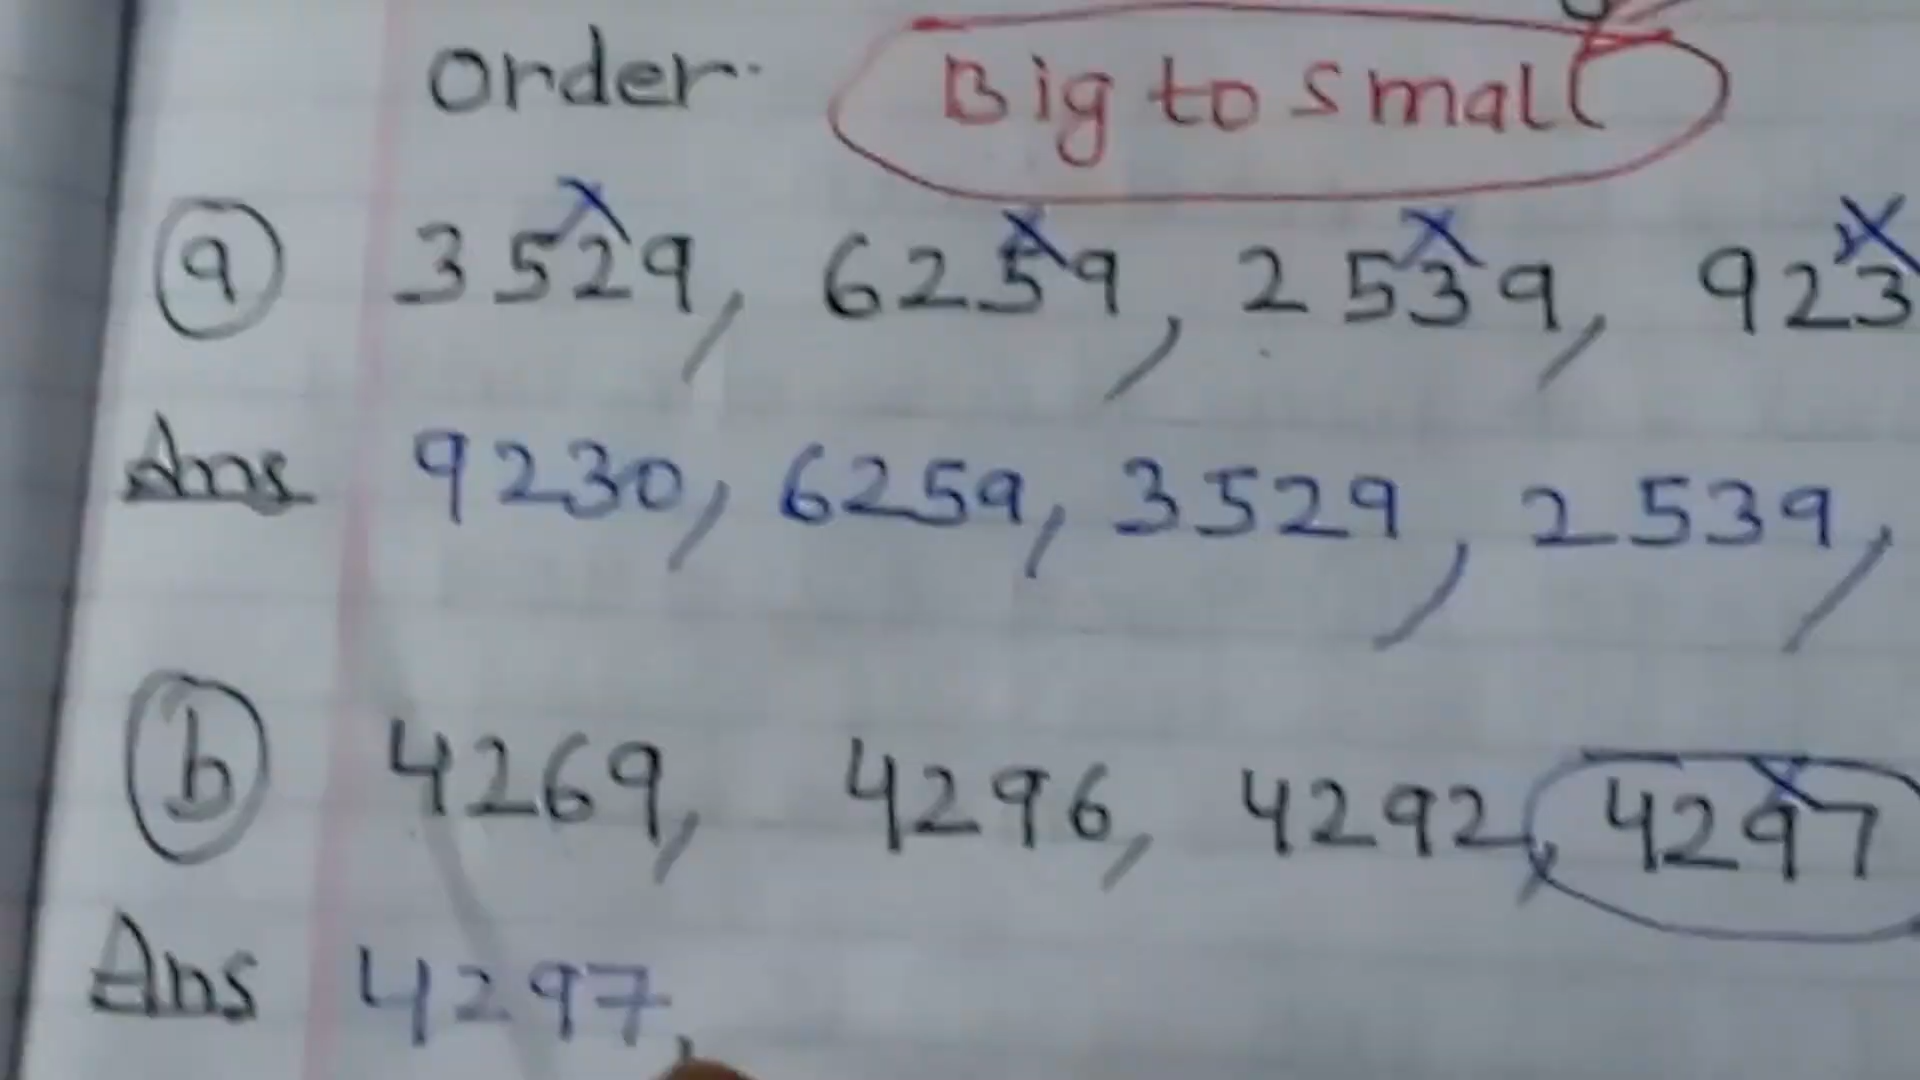 Order. Big to Small
a 3529, 6259, 2539, 923
Ans 9230, 6259, 3529, 2539,
b 4269, 4296, 4292, 4297
Ans 4297,